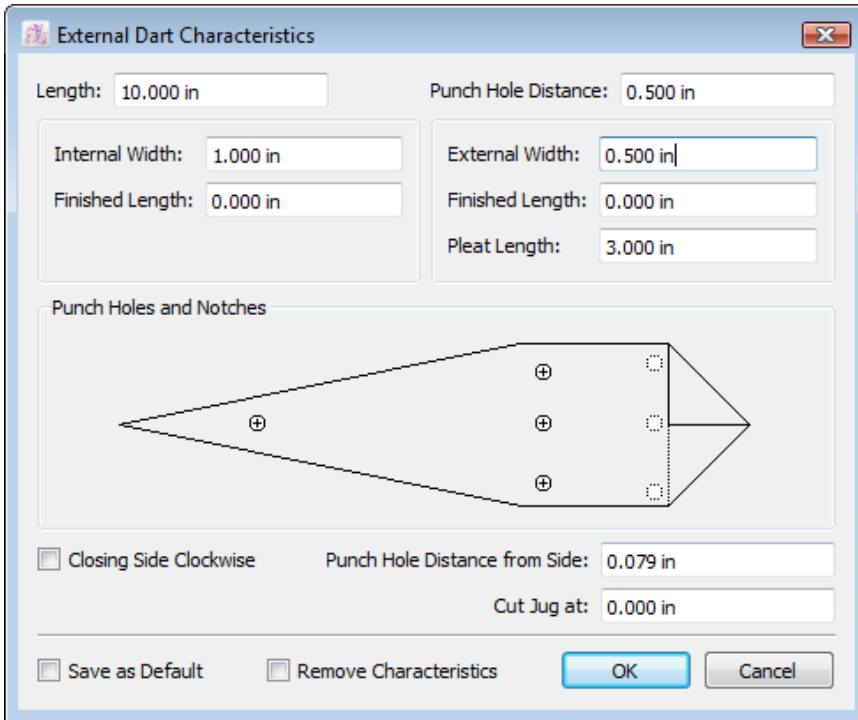 External Dart Characteristics
Length: 10.000 in Punch Hole Distance: 0.500 in
Internal Width: 1.000 in External Width: 0.500 in
Finished Length: 0.000 in Finished Length: 0.000 in
Pleat Length: 3.000 in
Punch Holes and Notches
Closing Side Clockwise Punch Hole Distance from Side: 0.079 in
Cut Jug at: 0.000 in
Save as Default Remove Characteristics OK Cancel